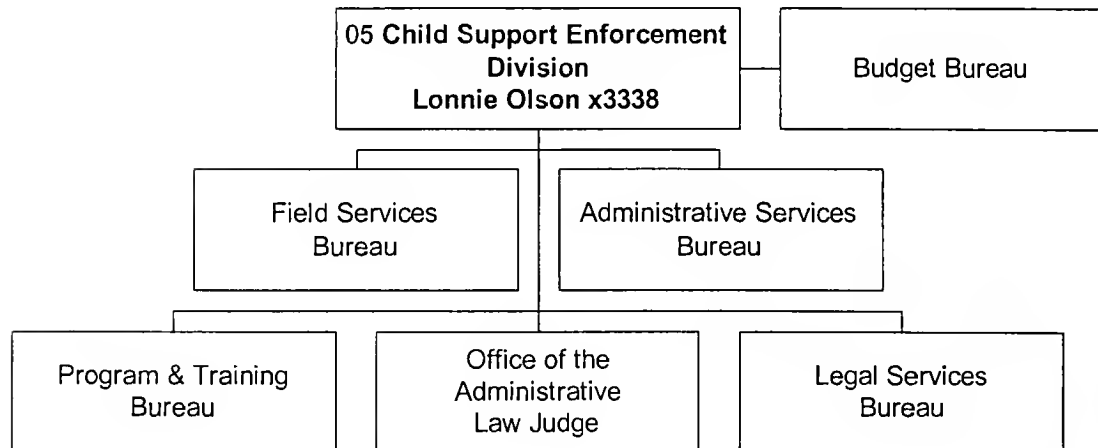 05 Child Support Enforcement
Division
Lonnie Olson x3338
Budget Bureau
Field Services
Bureau
Administrative Services
Bureau
Program & Training
Bureau
Office of the
Administrative
Law Judge
Legal Services
Bureau